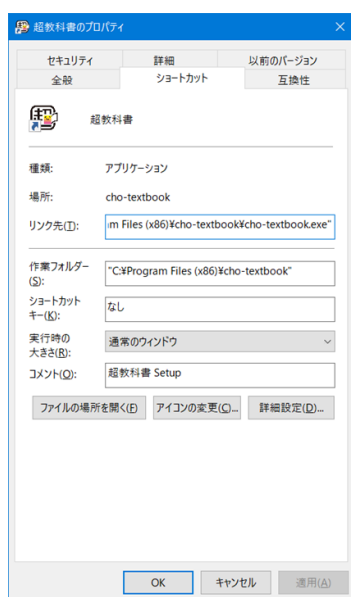 超教科書のプロパティ
セキュリティ 詳細 以前のバージョン
全般 ショートカット 互換性
超教科書
種類: アプリケーション
場所: cho-textbook
リンク先(T): ım Files (x86)¥cho-textbook¥cho-textbook.exe"
作業フォルダー
(S):
"C:¥Program Files (x86)¥cho-textbook"
ショートカット
キー(K):
なし
実行時の
大きさ(R):
通常のウィンドウ
コメント(O): 超教科書 Setup
ファイルの場所を開く(F) アイコンの変更(C)... 詳細設定(D)...
OK キャンセル 適用(A)